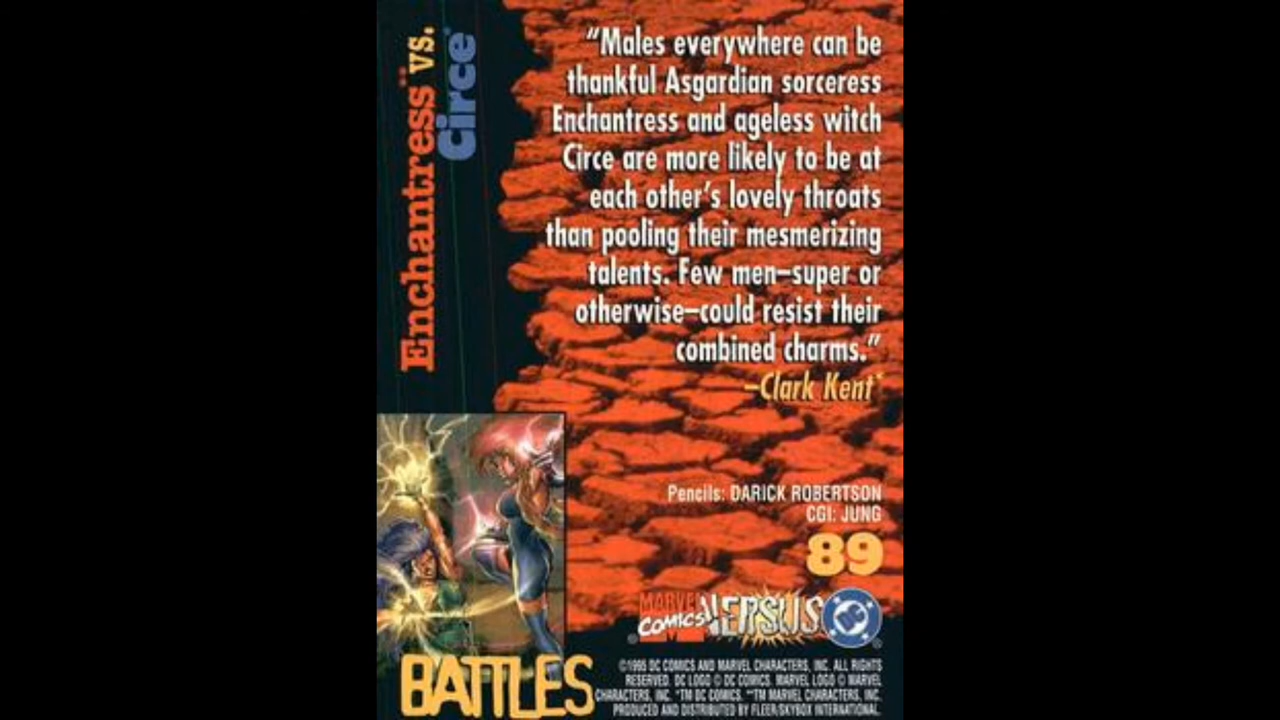 Enchantress** vs.
Circe*
“Males everywhere can be
thankful Asgardian sorceress
Enchantress and ageless witch
Circe are more likely to be at
each other’s lovely throats
than pooling their mesmerizing
talents. Few men–super or
otherwise–could resist their
combined charms.”
–Clark Kent*
Pencils: DARICK ROBERTSON
CGI: JUNG
89
MARVEL COMICS VERSUS DC
BATTLES
©1995 DC COMICS AND MARVEL CHARACTERS, INC. ALL RIGHTS
RESERVED. DC LOGO © DC COMICS. MARVEL LOGO © MARVEL
CHARACTERS, INC. *TM DC COMICS. **TM MARVEL CHARACTERS, INC.
PRODUCED AND DISTRIBUTED BY FLEER/SKYBOX INTERNATIONAL.